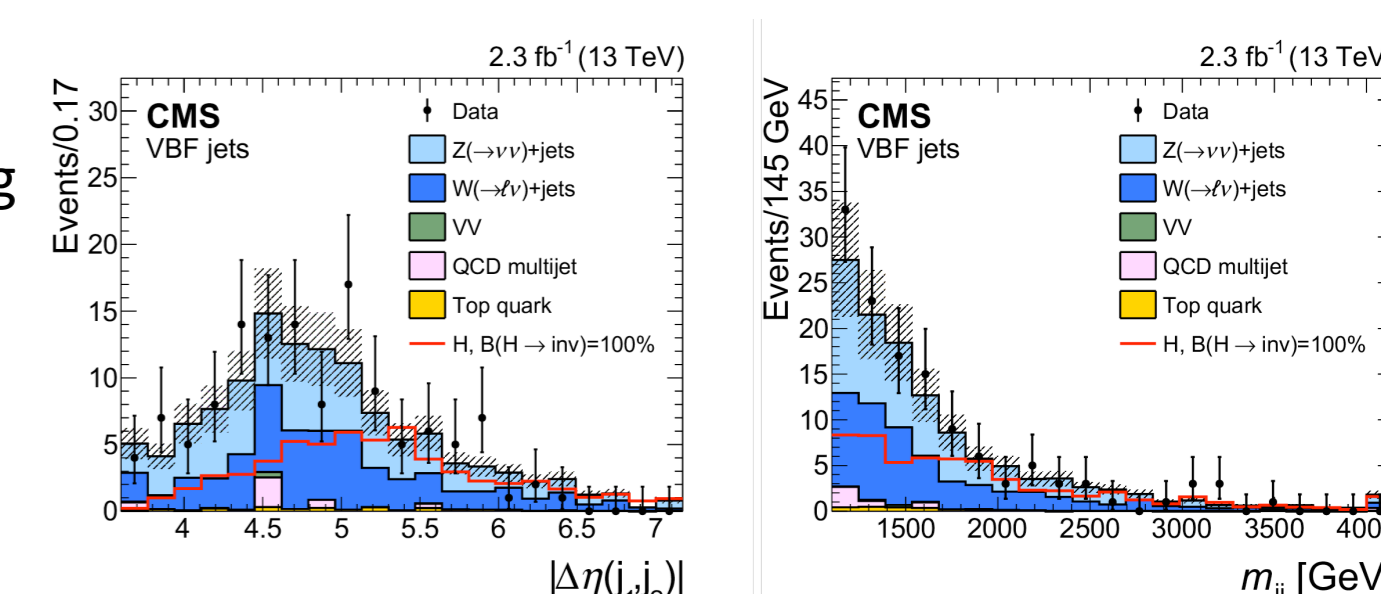 g
2.3 fb⁻¹ (13 TeV)
Events/0.17
30
25
20
15
10
5
0
CMS
VBF jets
Data
Z(→νν)+jets
W(→ℓν)+jets
VV
QCD multijet
Top quark
H, B(H → inv)=100%
4 4.5 5 5.5 6 6.5 7
|Δη(j,j)|
2.3 fb⁻¹ (13 TeV
Events/145 GeV
45
40
35
30
25
20
15
10
5
0
CMS
VBF jets
Data
Z(→νν)+jets
W(→ℓν)+jets
VV
QCD multijet
Top quark
H, B(H → inv)=100%
1500 2000 2500 3000 3500 400
m_jj [GeV